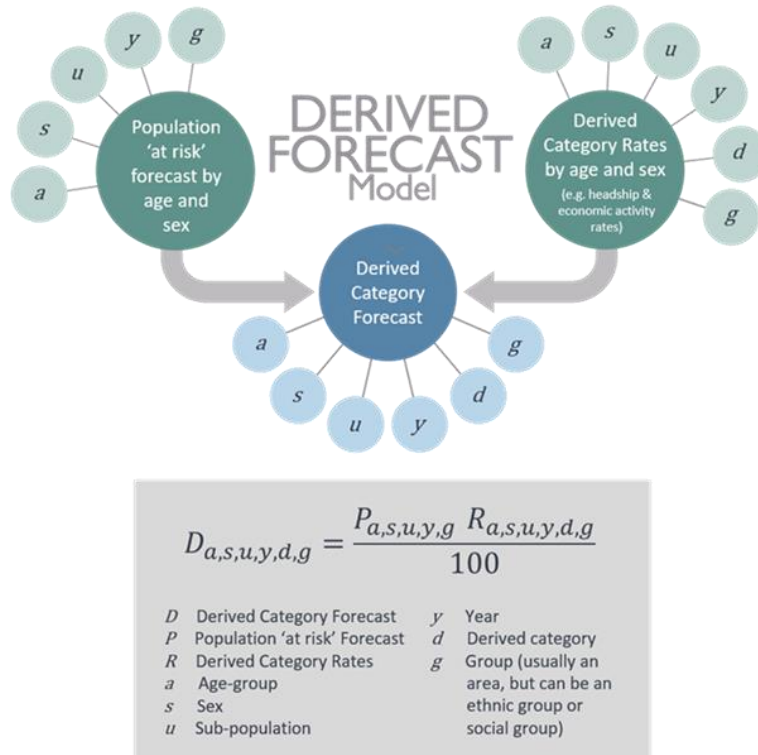 a
s
u
y
g
Population
'at risk'
forecast by
age and
sex
DERIVED
FORECAST
Model
a
s
u
y
d
g
Derived
Category Rates
by age and sex
(e.g. headship &
economic activity
rates)
Derived
Category
Forecast
a
s
u
y
d
g
D_{a,s,u,y,d,g} = \frac{P_{a,s,u,y,g} R_{a,s,u,y,d,g}}{100}
D Derived Category Forecast
P Population 'at risk' Forecast
R Derived Category Rates
a Age-group
s Sex
u Sub-population
y Year
d Derived category
g Group (usually an
area, but can be an
ethnic group or
social group)